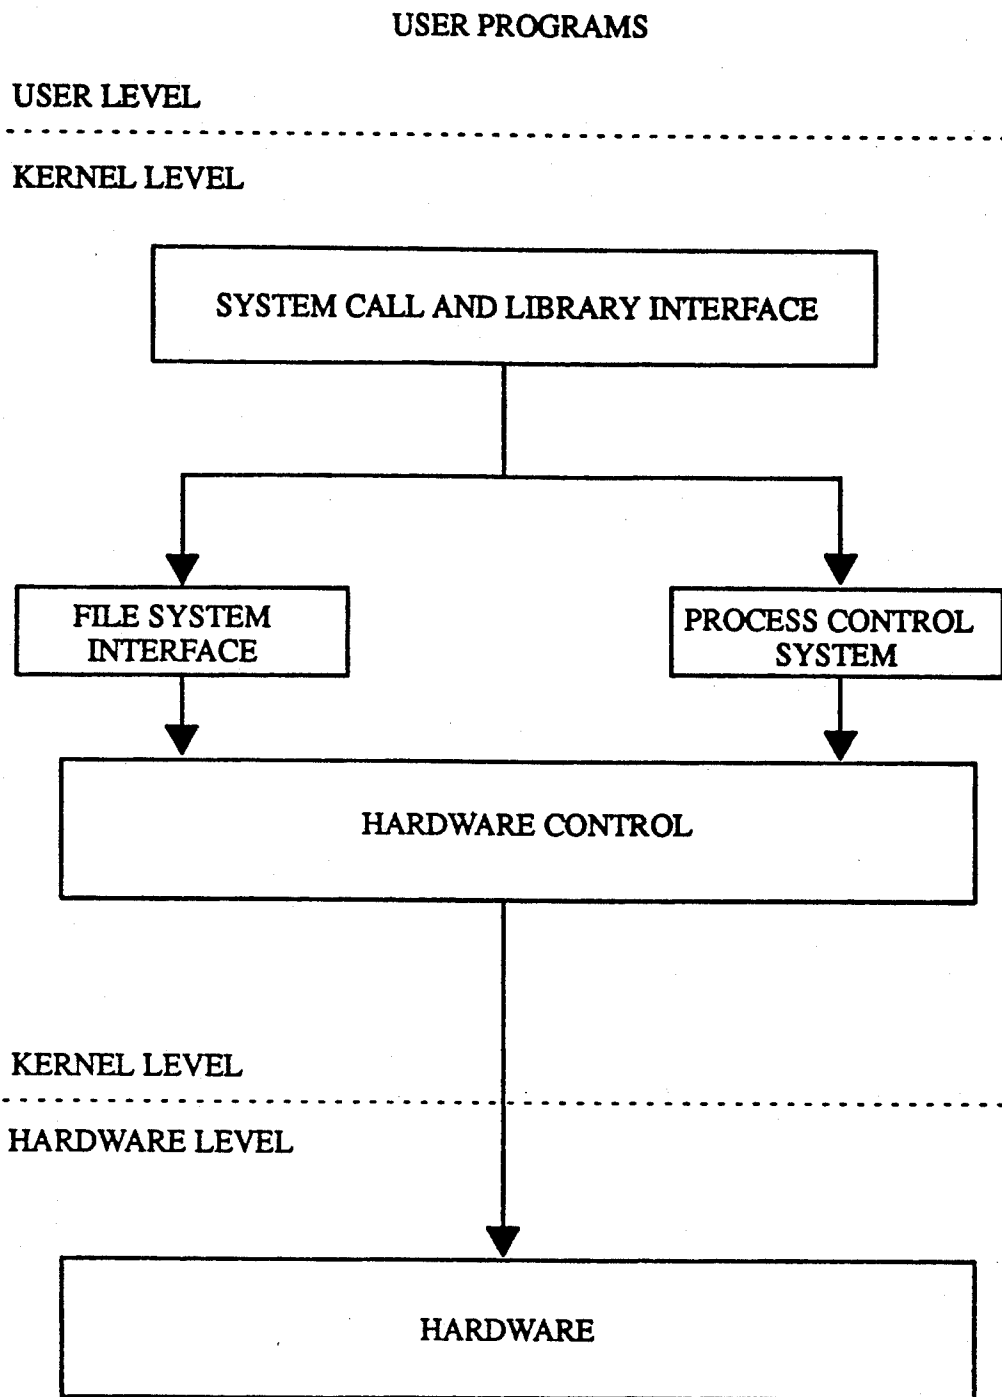 USER PROGRAMS
USER LEVEL
KERNEL LEVEL
SYSTEM CALL AND LIBRARY INTERFACE
FILE SYSTEM
INTERFACE
PROCESS CONTROL
SYSTEM
HARDWARE CONTROL
KERNEL LEVEL
HARDWARE LEVEL
HARDWARE